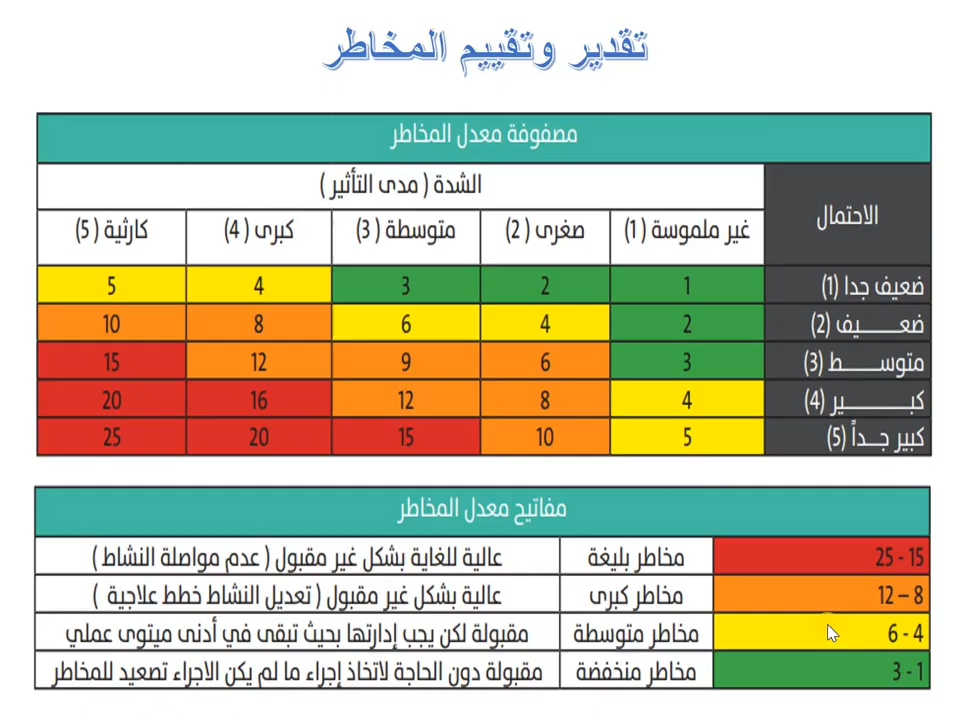 تقدير وتقييم المخاطر
مصفوفة معدل المخاطر
الاحتمال
الشدة ( مدى التأثير )
غير ملموسة (1) صغرى ( 2) متوسطة ( 3) كبرى ( 4) كارثية ( 5)
ضعيف جدا (1) 1 2 3 4 5
ضعـــــــيف (2) 2 4 6 8 10
متوســـــــط (3) 3 6 9 12 15
كبـــــــــير (4) 4 8 12 16 20
كبير جــداً (5) 5 10 15 20 25
مفاتيح معدل المخاطر
15 - 25 مخاطر بليغة عالية للغاية بشكل غير مقبول ( عدم مواصلة النشاط )
8 – 12 مخاطر كبرى عالية بشكل غير مقبول ( تعديل النشاط خطط علاجية )
4 - 6 مخاطر متوسطة مقبولة لكن يجب إدارتها بحيث تبقى في أدنى ميتوى عملي
1 - 3 مخاطر منخفضة مقبولة دون الحاجة لاتخاذ إجراء ما لم يكن الاجراء تصعيد للمخاطر